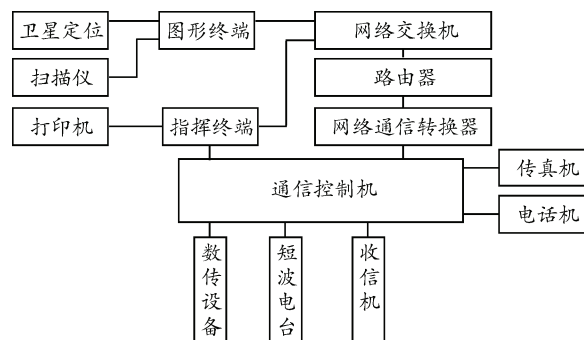 卫星定位
图形终端
网络交换机
扫描仪
路由器
打印机
指挥终端
网络通信转换器
通信控制机
传真机
电话机
数传设备
短波电台
收信机